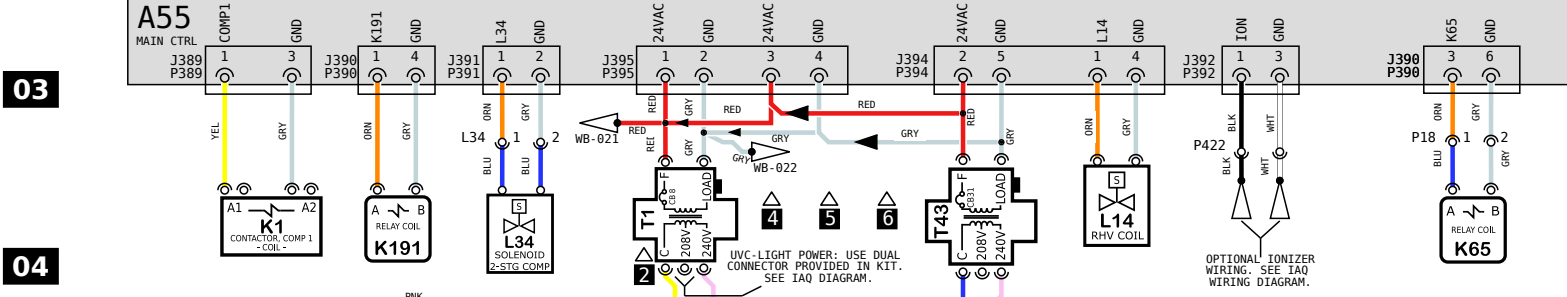 A55
MAIN CTRL
COMP1 GND K191 GND L34 GND 24VAC GND 24VAC GND 24VAC GND L14 GND ION GND K65 GND
J389 1 3 J390 1 4 J391 1 2 J395 1 2 3 4 J394 2 5 1 4 J392 1 3 J390 3 6
P389 P390 P391 P395 P394 P392 P390
03
YEL GRY ORN GRY ORN GRY RED GRY RED RED RED GRY ORN GRY BLK WHT ORN GRY
L34 1 2 WB-021 RED RED GRY GRY GRY P422 P18 1 2
BLU BLU GRY WB-022 BLK WHT BLU GRY
A1 A2
K1
CONTACTOR, COMP 1
- COIL -
A B
RELAY COIL
K191
S
L34
SOLENOID
2-STG COMP
F LOAD
CB8
T1
C 208V 240V
2
4 5 6
UVC-LIGHT POWER: USE DUAL
CONNECTOR PROVIDED IN KIT.
SEE IAQ DIAGRAM.
F LOAD
CB31
T43
C 208V 240V
S
L14
RHV COIL
OPTIONAL IONIZER
WIRING. SEE IAQ
WIRING DIAGRAM.
A B
RELAY COIL
K65
04
PNK